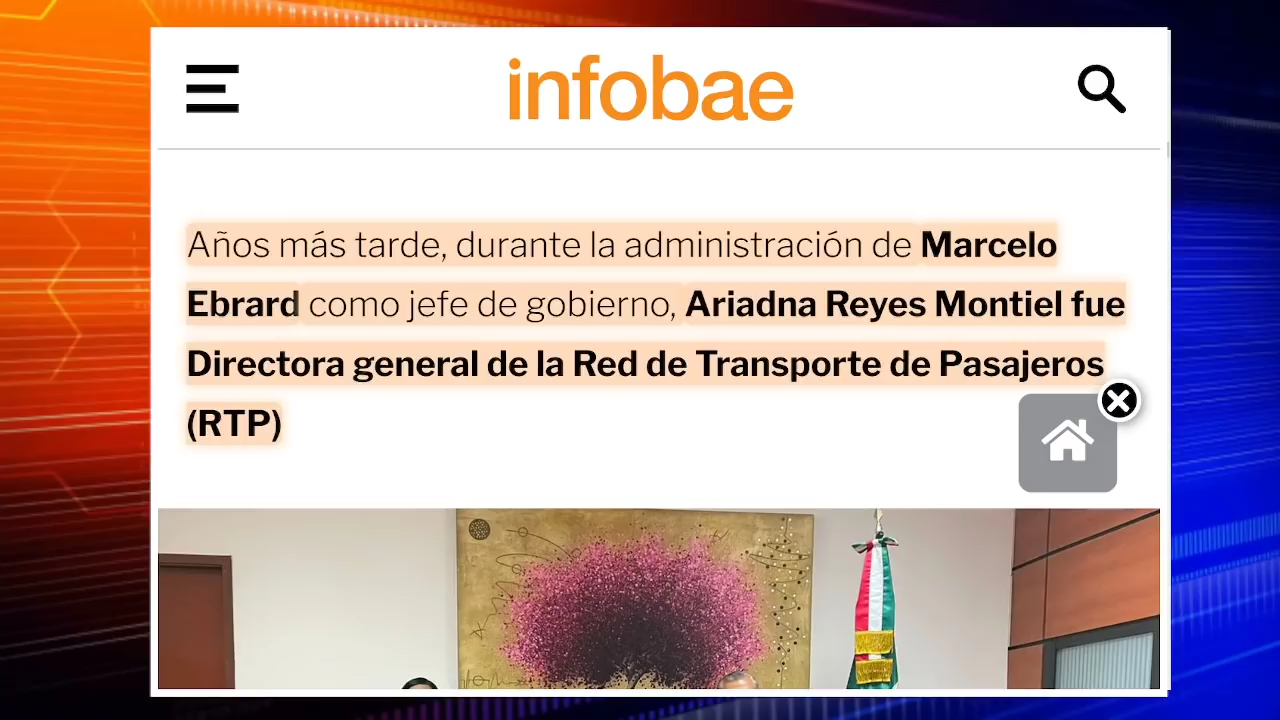 infobae
Años más tarde, durante la administración de Marcelo
Ebrard como jefe de gobierno, Ariadna Reyes Montiel fue
Directora general de la Red de Transporte de Pasajeros
(RTP)